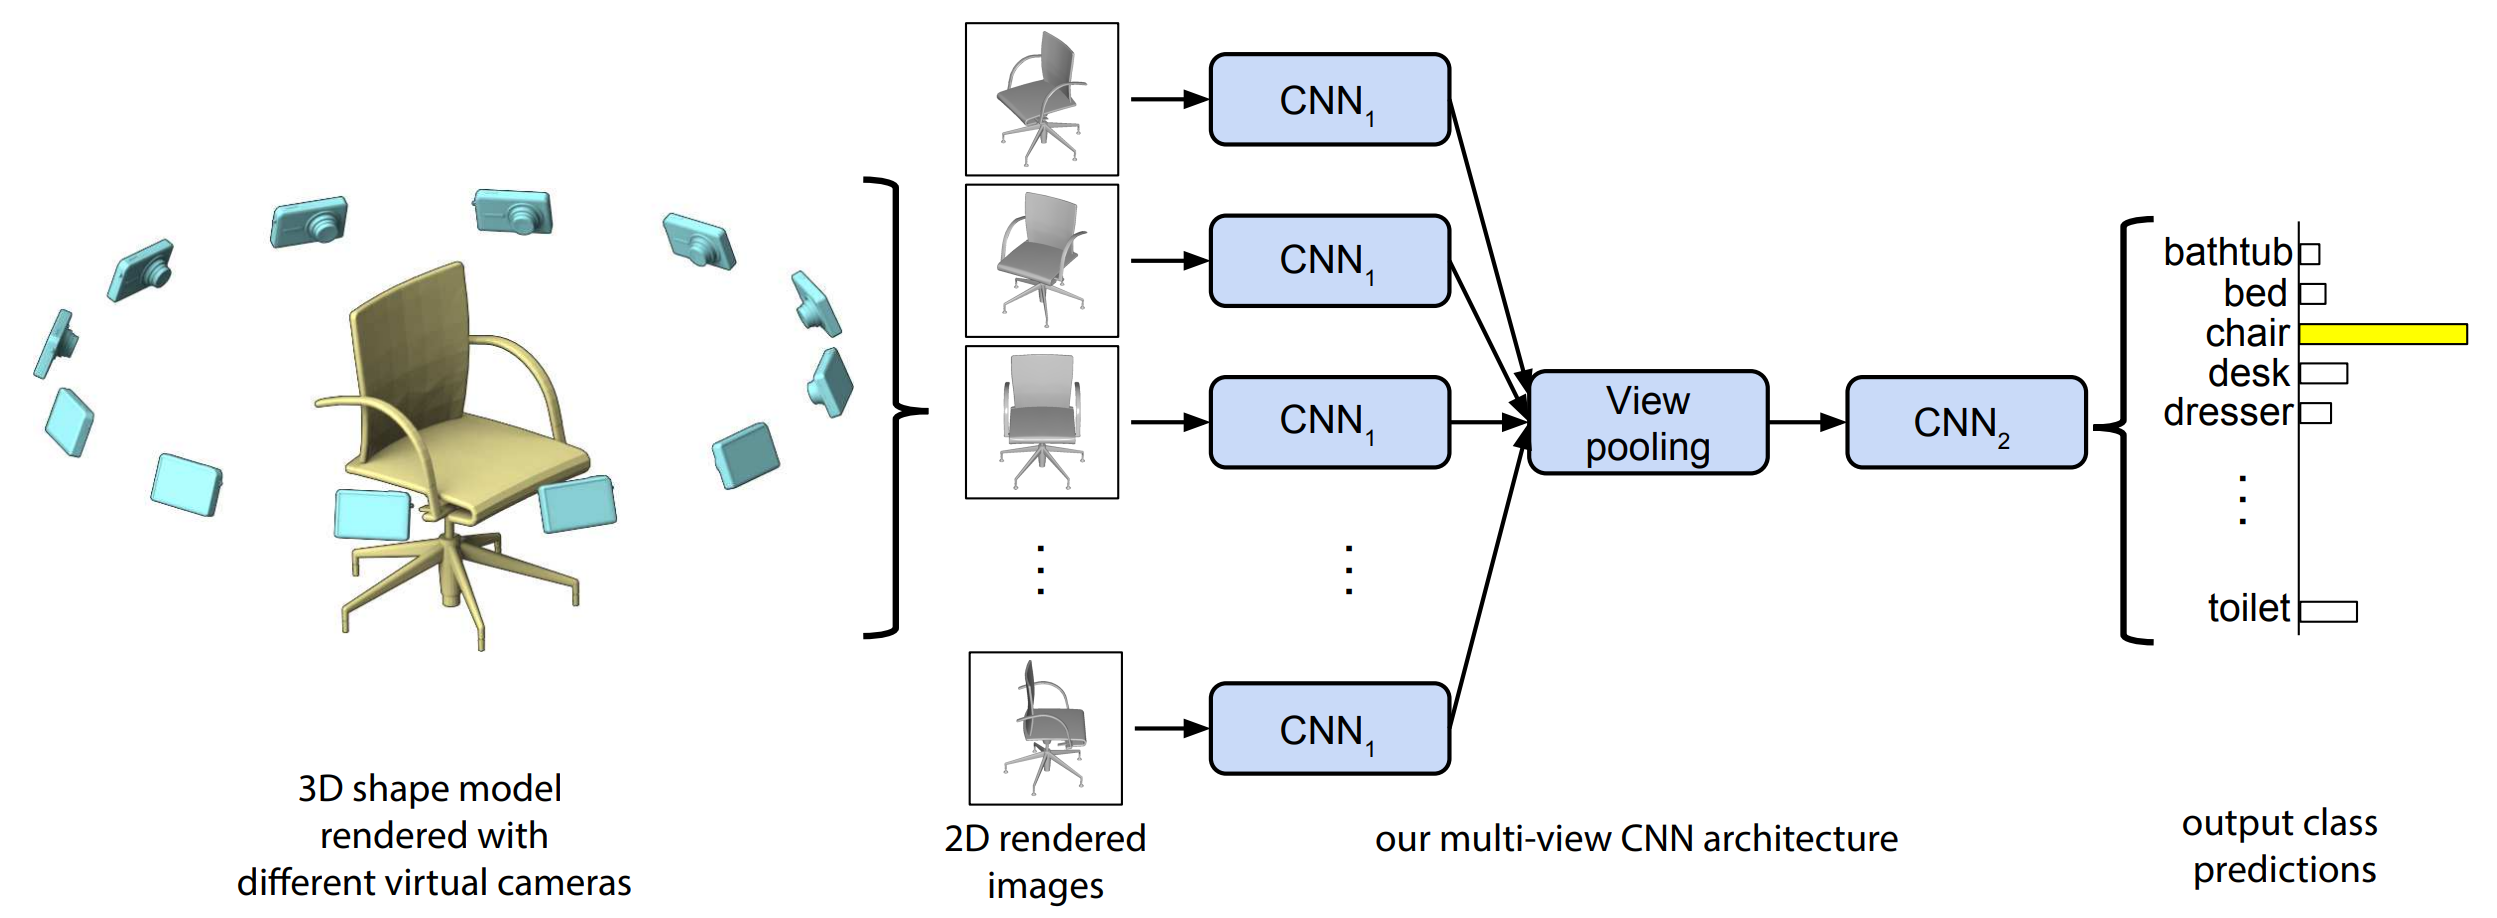 CNN1
CNN1
CNN1
CNN1
View
pooling
CNN2
bathtub
bed
chair
desk
dresser
toilet
3D shape model
rendered with
different virtual cameras
2D rendered
images
our multi-view CNN architecture
output class
predictions